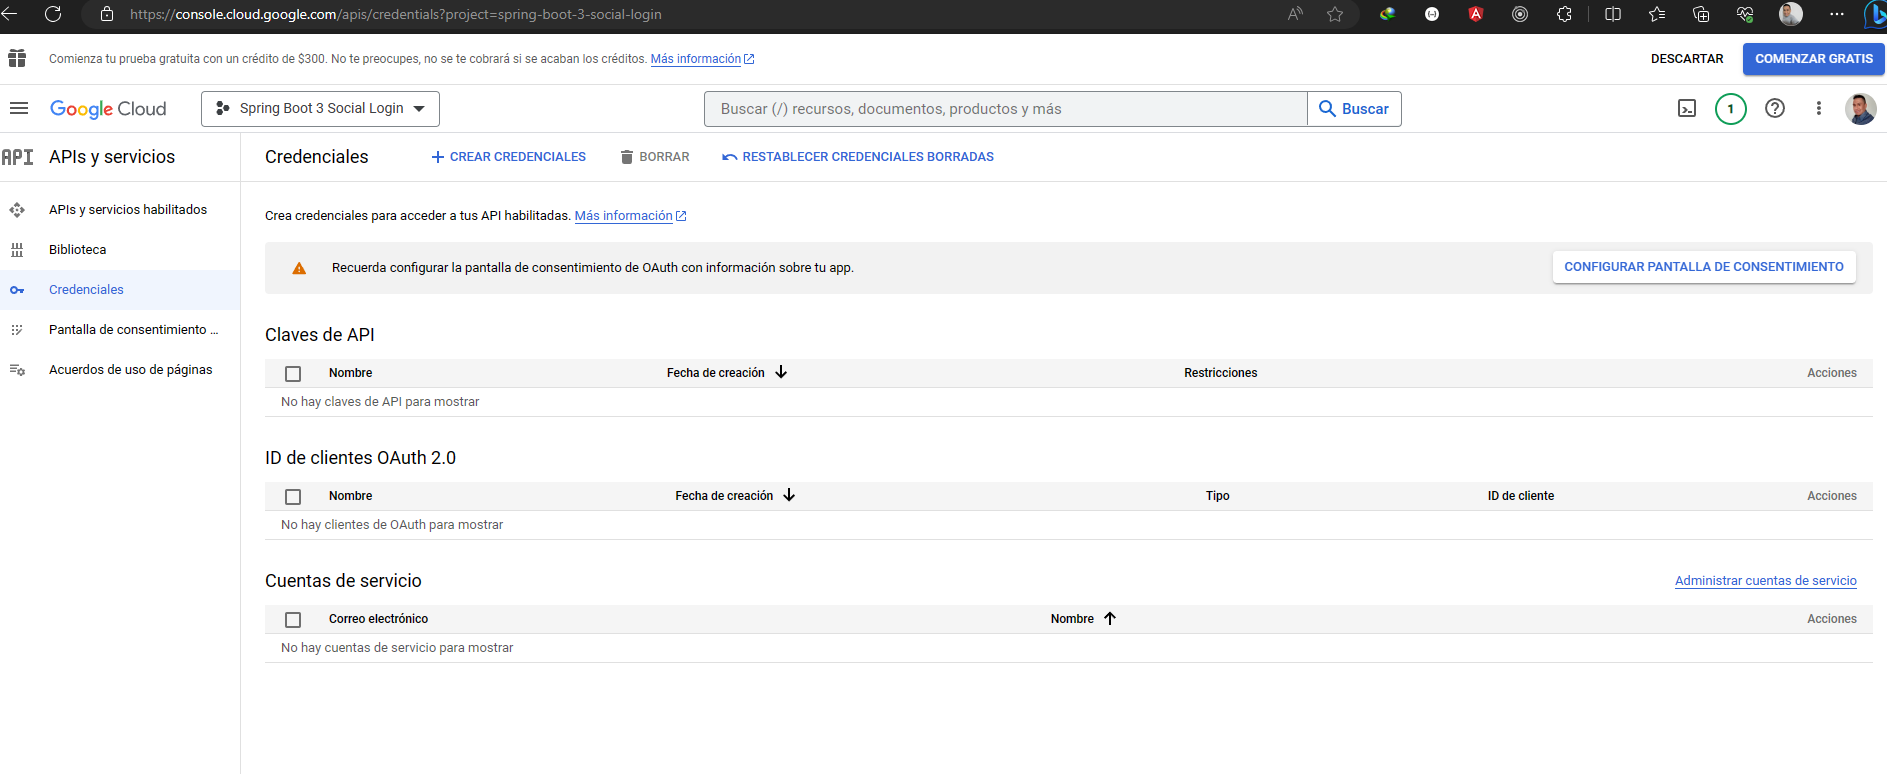 https://console.cloud.google.com/apis/credentials?project=spring-boot-3-social-login
Comienza tu prueba gratuita con un crédito de $300. No te preocupes, no se te cobrará si se acaban los créditos. Más información
DESCARTAR
COMENZAR GRATIS
Google Cloud
Spring Boot 3 Social Login
Buscar (/) recursos, documentos, productos y más
Buscar
1
API
APIs y servicios
Credenciales
CREAR CREDENCIALES
BORRAR
RESTABLECER CREDENCIALES BORRADAS
APIs y servicios habilitados
Biblioteca
Credenciales
Pantalla de consentimiento ...
Acuerdos de uso de páginas
Crea credenciales para acceder a tus API habilitadas. Más información
Recuerda configurar la pantalla de consentimiento de OAuth con información sobre tu app.
CONFIGURAR PANTALLA DE CONSENTIMIENTO
Claves de API
Nombre Fecha de creación Restricciones Acciones
No hay claves de API para mostrar
ID de clientes OAuth 2.0
Nombre Fecha de creación Tipo ID de cliente Acciones
No hay clientes de OAuth para mostrar
Cuentas de servicio
Administrar cuentas de servicio
Correo electrónico Nombre Acciones
No hay cuentas de servicio para mostrar